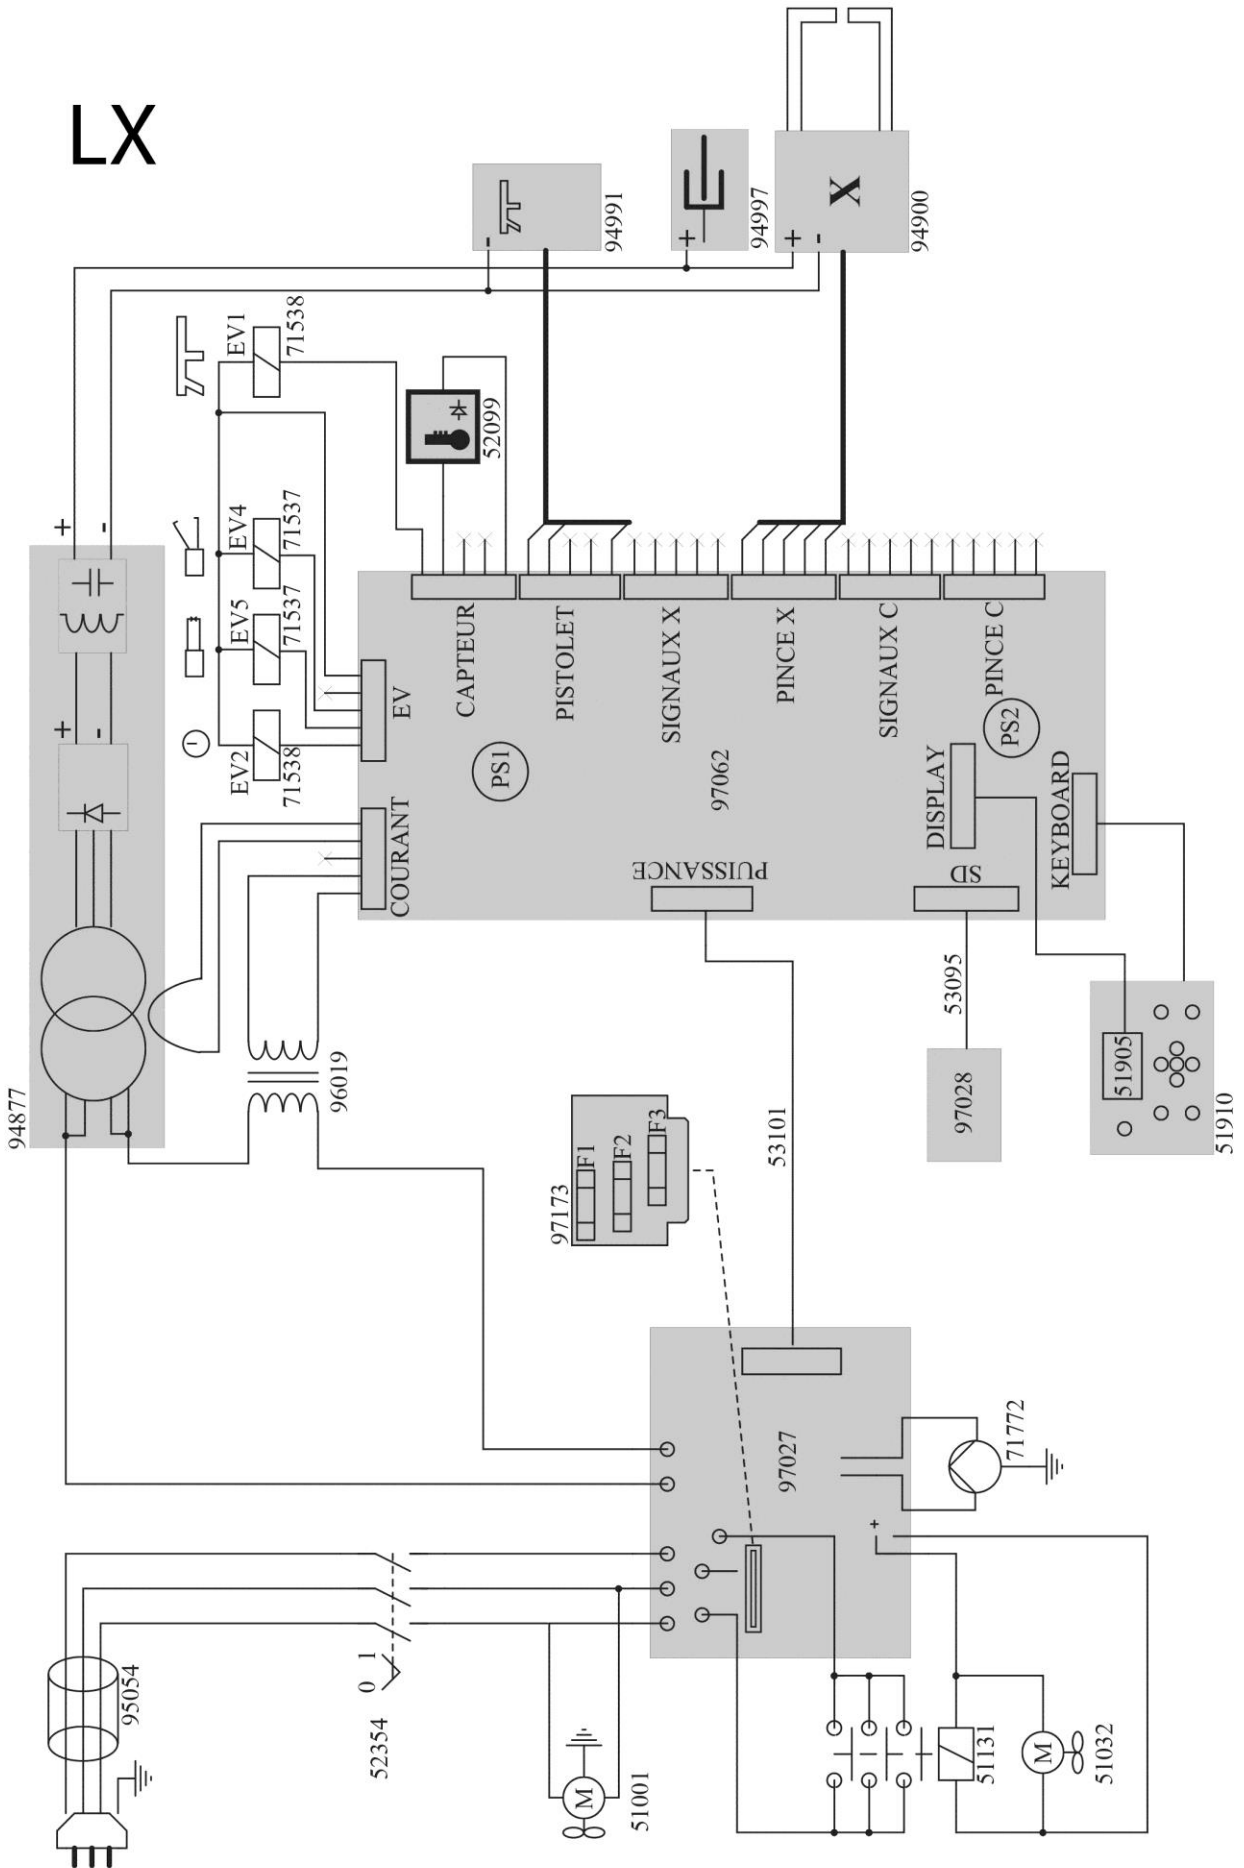 LX
94991
94997
X
94900
+
-
+
-
+
-
+
-
EV1
71538
EV4
71537
EV5
71537
EV2
71538
52099
CAPTEUR
PISTOLET
SIGNAUX X
PINCE X
SIGNAUX C
PINCE C
EV
COURANT
PS1
97062
PS2
PUISSANCE
DISPLAY
SD
KEYBOARD
94877
96019
53101
53095
97028
51905
51910
97173
F1
F2
F3
97027
71772
+
95054
0 1
52354
M
51001
51131
M
51032